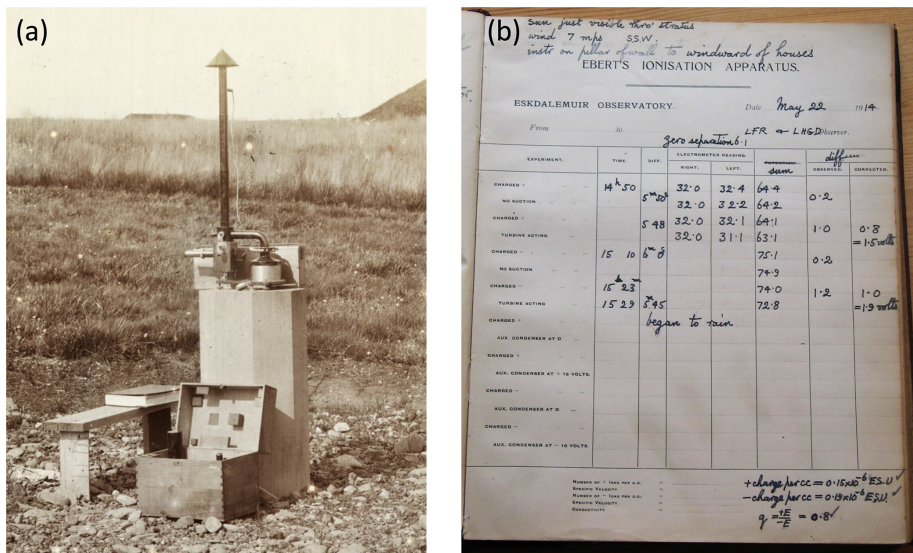 (a)
(b)
sun just visible thro' stratus
wind 7 mps S.S.W.
instr on pillar of wall to windward of houses
EBERT'S IONISATION APPARATUS.
ESKDALEMUIR OBSERVATORY. Date May 22 1914
From to LFR & LHGD Observer.
zero separation 6.1
EXPERIMENT. TIME. DIFF. ELECTROMETER READING. RIGHT. LEFT. sum diff OBSERVED. CORRECTED.
CHARGED + 14h 50 32.0 32.4 64.4
NO SUCTION 5m 30s 32.0 32.2 64.2 0.2
CHARGED + 5 48 32.0 32.1 64.1
TURBINE ACTING 32.0 31.1 63.1 1.0 0.8
= 1.5 volts
CHARGED - 15 10 6m 0s 75.1
NO SUCTION 74.9 0.2
CHARGED - 15h 23m 74.0
TURBINE ACTING 15 29 5m 45 72.8 1.2 1.0
= 1.9 volts
CHARGED + began to rain
AUX. CONDENSER AT 0
CHARGED +
AUX. CONDENSER AT + 16 VOLTS.
CHARGED -
AUX. CONDENSER AT 0
CHARGED -
AUX. CONDENSER AT - 16 VOLTS.
NUMBER OF + IONS PER C.C. =
SPECIFIC VELOCITY =
NUMBER OF - IONS PER C.C. =
SPECIFIC VELOCITY =
CONDUCTIVITY =
+ charge per cc = 0.15 x 10-6 E.S.U ✓
- charge per cc = 0.19 x 10-6 E.S.U. ✓
q = +E/-E = 0.8 ✓